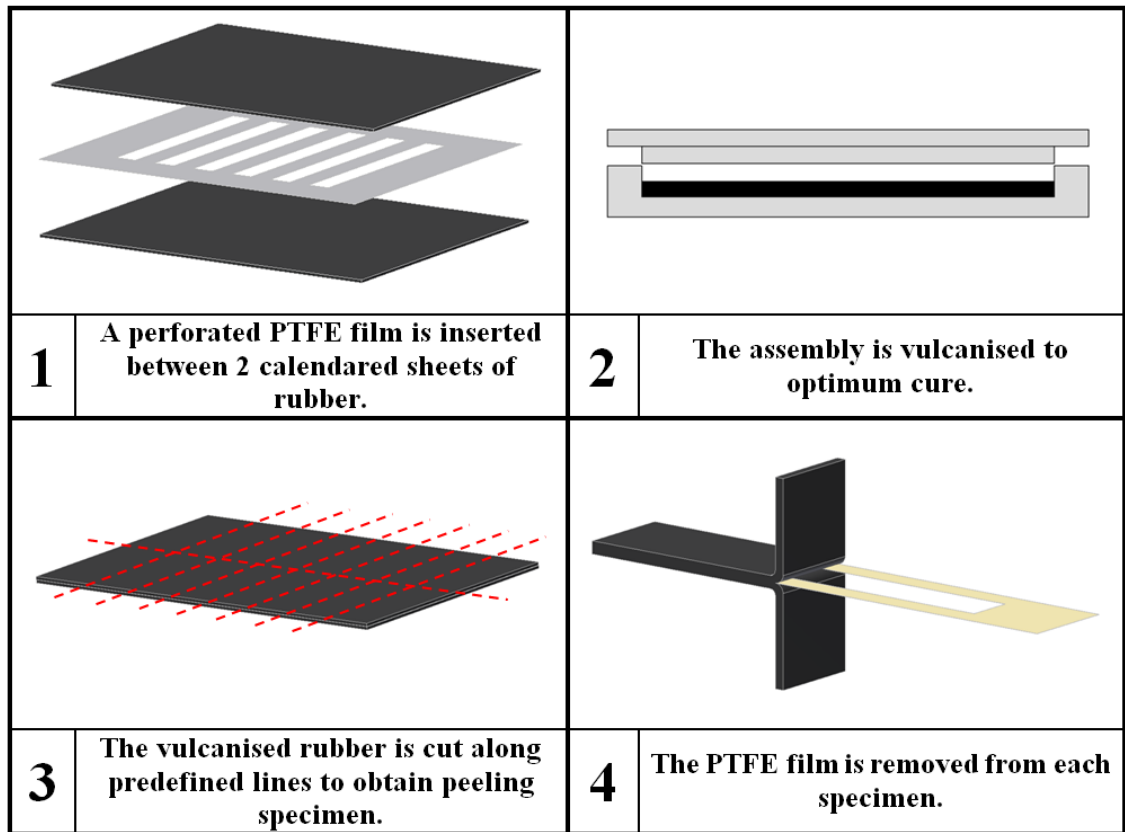 1
A perforated PTFE film is inserted
between 2 calendared sheets of
rubber.
2
The assembly is vulcanised to
optimum cure.
3
The vulcanised rubber is cut along
predefined lines to obtain peeling
specimen.
4
The PTFE film is removed from each
specimen.